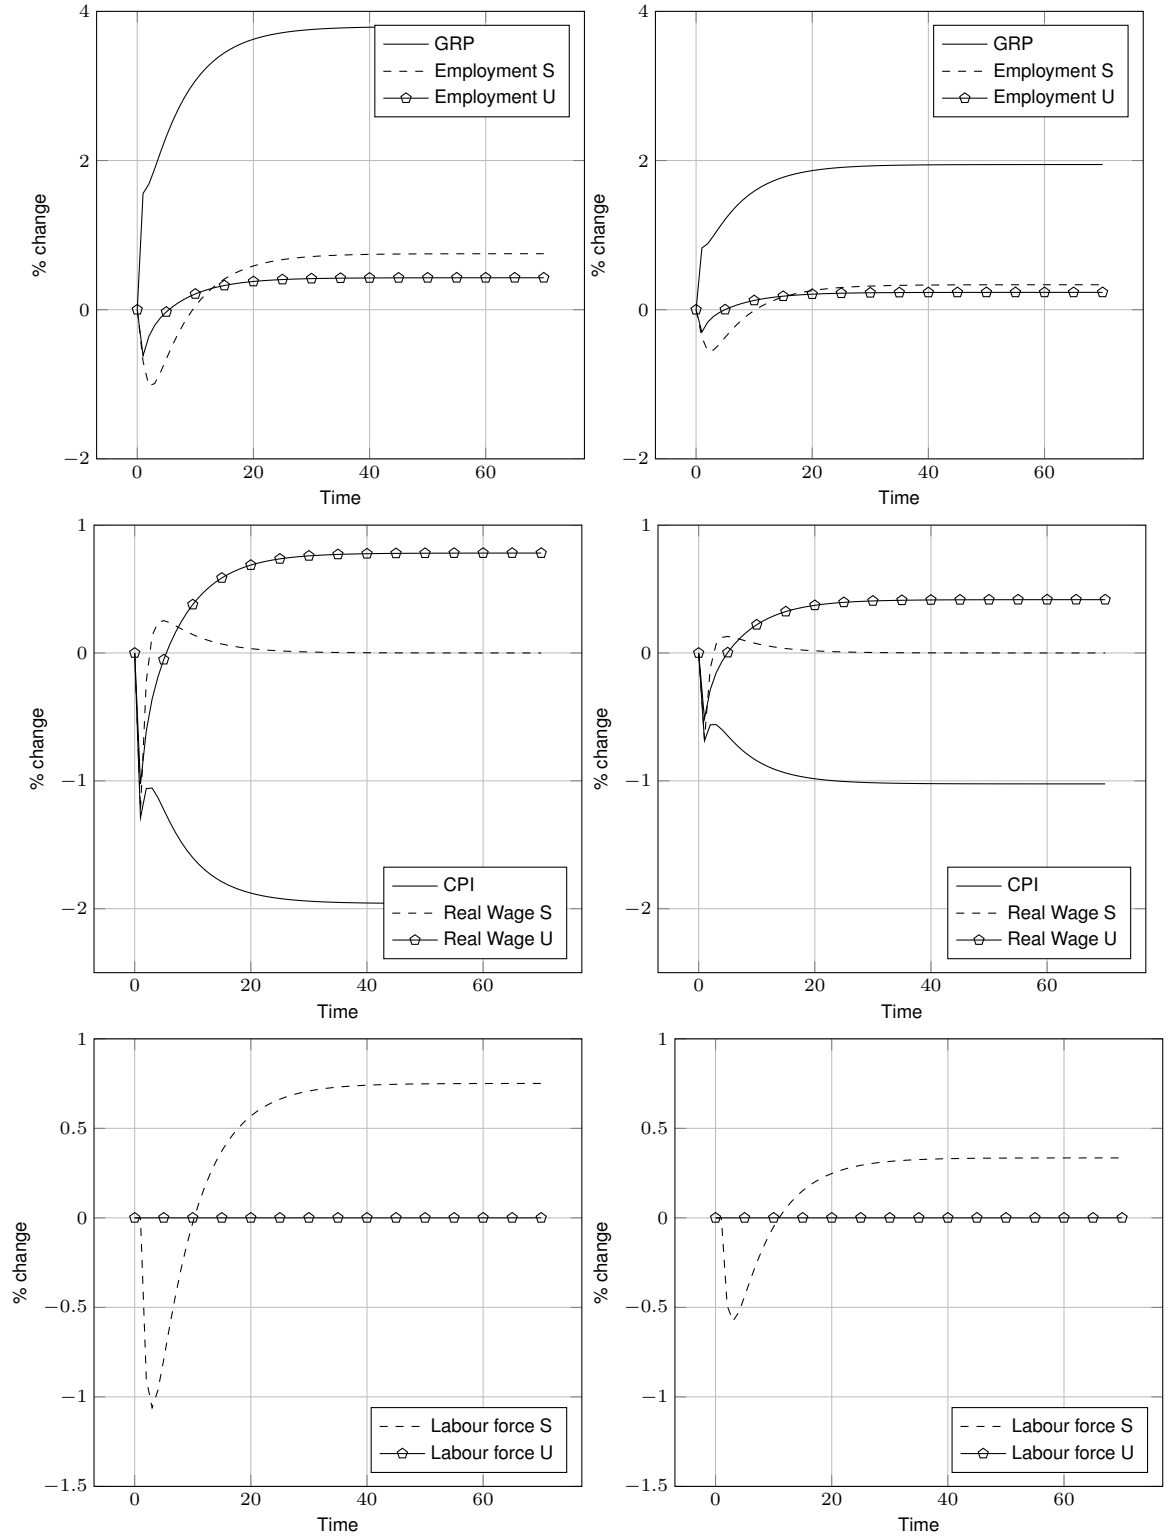 4
2
0
−2
% change
0
20
40
60
Time
GRP
Employment S
Employment U
4
2
0
−2
% change
0
20
40
60
Time
GRP
Employment S
Employment U
1
0
−1
−2
% change
0
20
40
60
Time
CPI
Real Wage S
Real Wage U
1
0
−1
−2
% change
0
20
40
60
Time
CPI
Real Wage S
Real Wage U
1
0.5
0
−0.5
−1
−1.5
% change
0
20
40
60
Time
Labour force S
Labour force U
1
0.5
0
−0.5
−1
−1.5
% change
0
20
40
60
Time
Labour force S
Labour force U